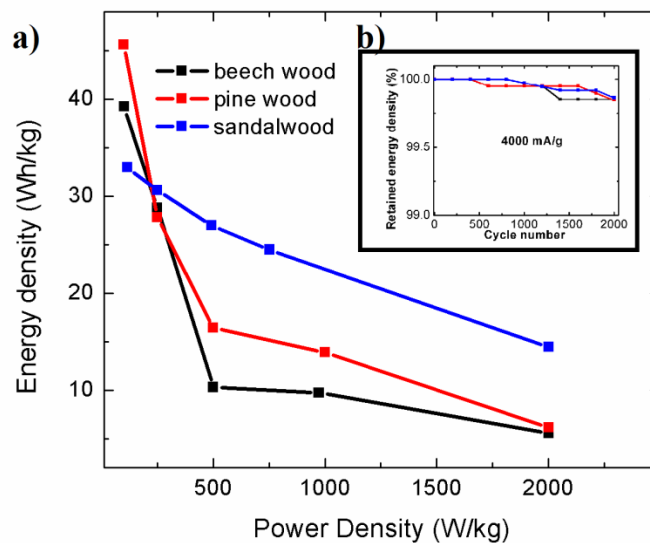 a)
b)
beech wood
pine wood
sandalwood
Energy density (Wh/kg)
40
30
20
10
500
1000
1500
2000
Power Density (W/kg)
Retained energy density (%)
100.0
99.5
99.0
4000 mA/g
0
500
1000
1500
2000
Cycle number